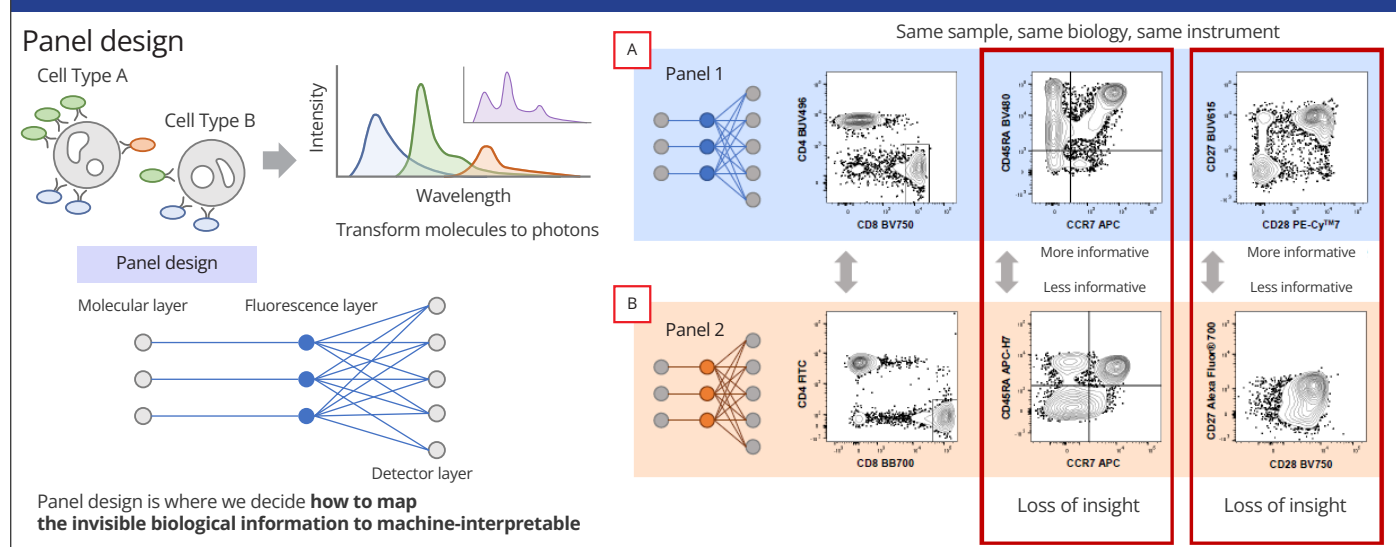 Panel design
Cell Type A
Cell Type B
Intensity
Wavelength
Transform molecules to photons
Panel design
Molecular layer
Fluorescence layer
Detector layer
Panel design is where we decide how to map
the invisible biological information to machine-interpretable
Same sample, same biology, same instrument
A
Panel 1
CD4 BUV496
CD8 BV750
CD45RA BV480
CCR7 APC
CD27 BUV615
CD28 PE-Cy™7
More informative
Less informative
More informative
Less informative
B
Panel 2
CD4 FITC
CD8 BB700
CD45RA APC-H7
CCR7 APC
CD27 Alexa Fluor® 700
CD28 BV750
Loss of insight
Loss of insight